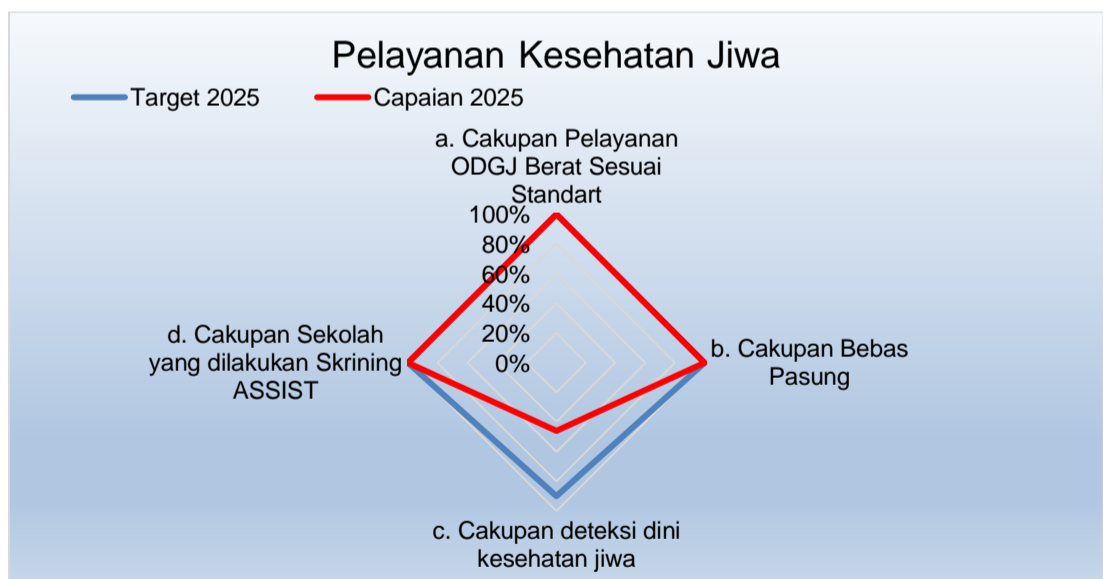 Pelayanan Kesehatan Jiwa
Target 2025
Capaian 2025
a. Cakupan Pelayanan
ODGJ Berat Sesuai
Standart
100%
80%
60%
40%
20%
0%
b. Cakupan Bebas
Pasung
c. Cakupan deteksi dini
kesehatan jiwa
d. Cakupan Sekolah
yang dilakukan Skrining
ASSIST